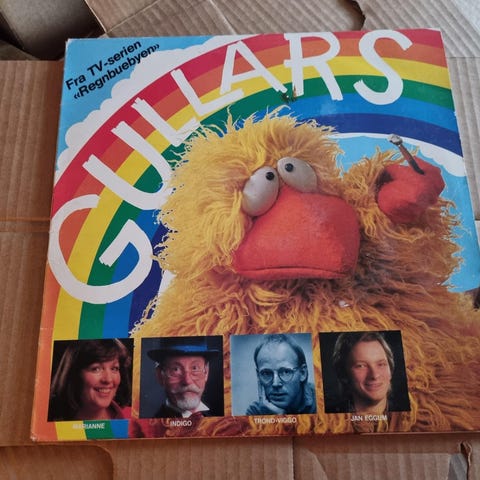 Fra TV-serien
«Regnbuebyen»
GULLARS
MARIANNE
INDIGO
TROND-VIGGO
JAN EGGUM